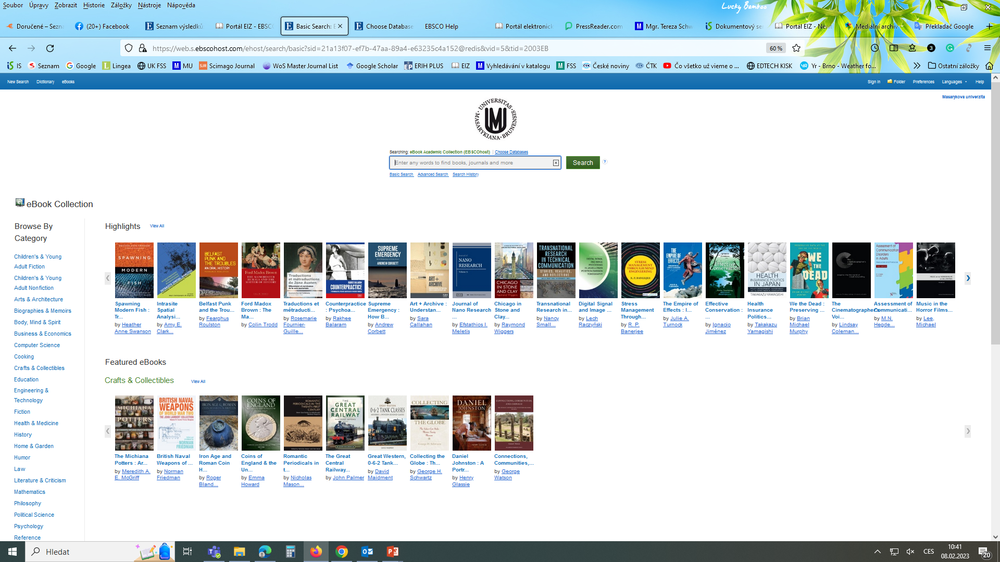 Soubor Úpravy Zobrazit Historie Záložky Nástroje Nápověda
Lucky Bamboo
Doručené – Sezna
(20+) Facebook
Seznam výsledků
Portál EIZ - EBSC
Basic Search: E
Choose Database
EBSCO Help
Portál elektronick
PressReader.com
Mgr. Tereza Schw
Dokumentový se
Portál EIZ - Newt
Mediální archiv
Překladač Google
https://web.s.ebscohost.com/ehost/search/basic?sid=21a13f07-ef7b-47aa-89a4-e63235c4a152@redis&vid=5&tid=2003EB
60 %
3
IS Seznam Google Lingea UK FSS MU Scimago Journal WoS Master Journal List Google Scholar ERIH PLUS EIZ Vyhledávání v katalogu FSS České noviny ČTK Čo všetko už vieme o ... EDTECH KISK Yr - Brno - Weather fo... Ostatní záložky
New Search Dictionary eBooks
Sign In Folder Preferences Languages Help
Masarykova univerzita
UNIVERSITAS MASARYKIANA BRUNENSIS
Searching: eBook Academic Collection (EBSCOhost) Choose Databases
Enter any words to find books, journals and more
Search
Basic Search Advanced Search Search History
eBook Collection
Browse By
Category
Children's & Young
Adult Fiction
Children's & Young
Adult Nonfiction
Arts & Architecture
Biographies & Memoirs
Body, Mind & Spirit
Business & Economics
Computer Science
Cooking
Crafts & Collectibles
Education
Engineering &
Technology
Fiction
Health & Medicine
History
Home & Garden
Humor
Law
Literature & Criticism
Mathematics
Philosophy
Political Science
Psychology
Reference
Highlights View All
Spawning
Modern Fish :
Tr...
by Heather
Anne Swanson
Intrasite
Spatial
Analysi...
by Amy E.
Clark...
Belfast Punk
and the Trou...
by Fearghus
Roulston
Ford Madox
Brown : The
Ma...
by Colin Trodd
Traductions et
métraducti...
by Rosemarie
Fournier-
Guille...
Counterpractice
: Psychoa...
by Rakhee
Balaram
Supreme
Emergency :
How B...
by Andrew
Corbett
Art + Archive :
Understan...
by Sara
Callahan
Journal of
Nano Research
...
by Efstathios I.
Meletis
Chicago in
Stone and
Clay...
by Raymond
Wiggers
Transnational
Research in...
by Nancy
Small...
Digital Signal
and Image ...
by Lech
Raczyński
Stress
Management
Through...
by R. P.
Banerjee
The Empire of
Effects : I...
by Julie A.
Turnock
Effective
Conservation :
...
by Ignacio
Jiménez
Health
Insurance
Politics...
by Takakazu
Yamagishi
We the Dead :
Preserving ...
by Brian
Michael
Murphy
The
Cinematographer's
Voi...
by Lindsay
Coleman...
Assessment of
Communicati...
by M.N.
Hegde...
Music in the
Horror Films...
by Lee,
Michael
Featured eBooks
Crafts & Collectibles View All
The Michiana
Potters : Ar...
by Meredith A.
E. McGriff
British Naval
Weapons of ...
by Norman
Friedman
Iron Age and
Roman Coin
H...
by Roger
Bland...
Coins of
England & the
Un...
by Emma
Howard
Romantic
Periodicals in
t...
by Nicholas
Mason...
The Great
Central
Railway...
by John Palmer
Great Western,
0-6-2 Tank...
by David
Maidment
Collecting the
Globe : Th...
by George H.
Schwartz
Daniel
Johnston : A
Portr...
by Henry
Glassie
Connections,
Communities,...
by George
Watson
Hledat
CES
10:41
08.02.2023
20